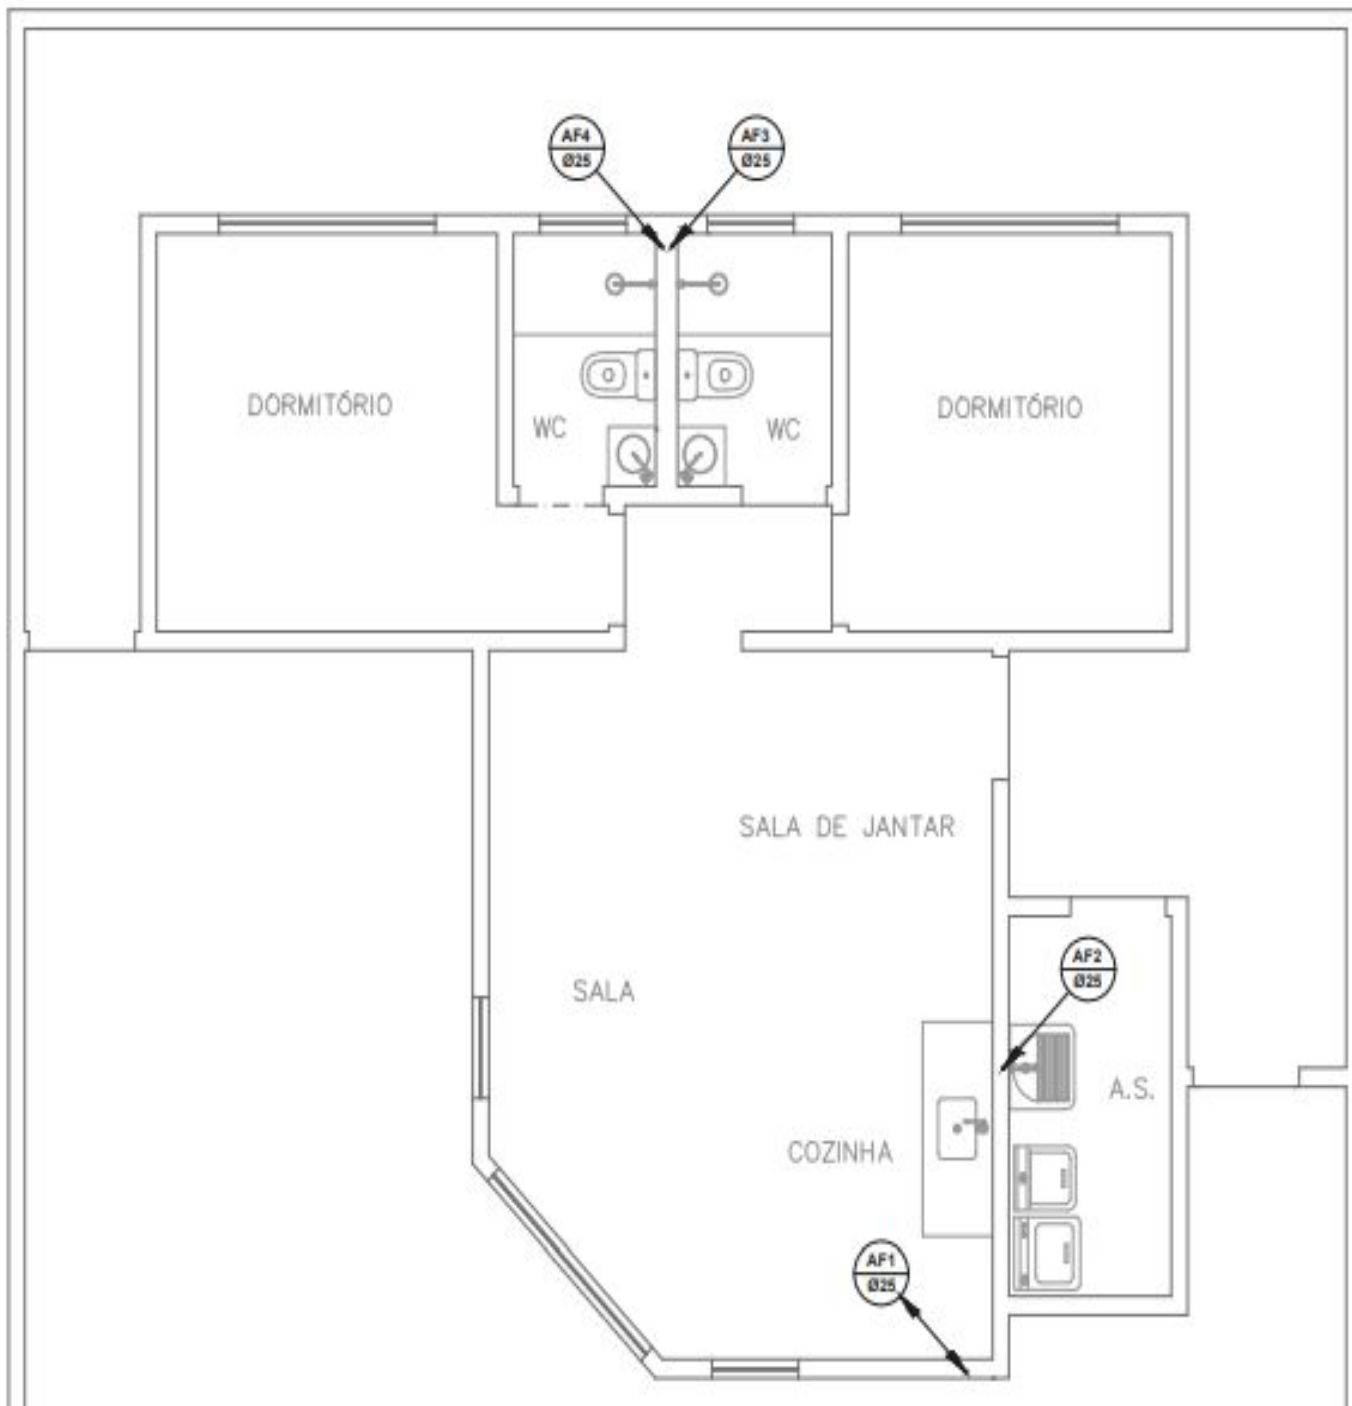 AF4
Ø25
AF3
Ø25
DORMITÓRIO
WC
WC
DORMITÓRIO
SALA DE JANTAR
AF2
Ø25
SALA
A.S.
COZINHA
AF1
Ø25